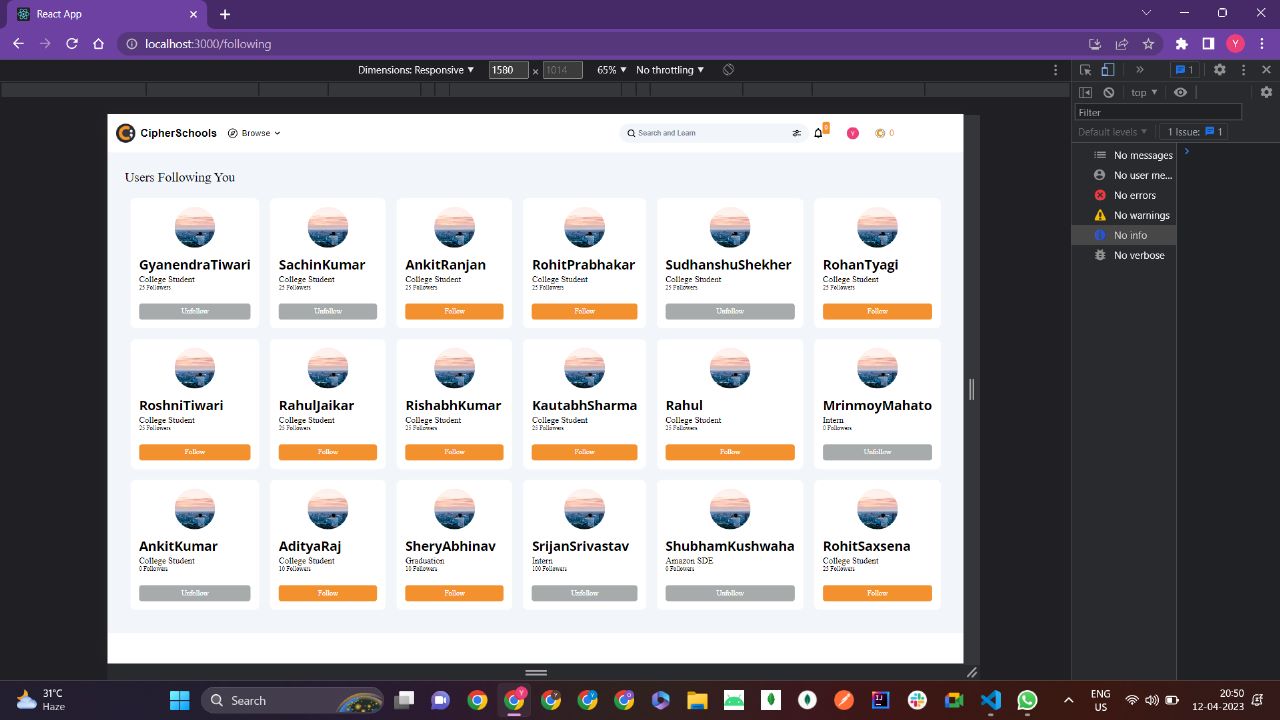 React App
localhost:3000/following
Y
Dimensions: Responsive 1580 × 1014 65% No throttling
1
top
Filter
Default levels 1 Issue: 1
No messages
No user me...
No errors
No warnings
No info
No verbose
CipherSchools Browse Search and Learn Y 0
Users Following You
GyanendraTiwari SachinKumar AnkitRanjan RohitPrabhakar SudhanshuShekher RohanTyagi
College Student College Student College Student College Student College Student College Student
25 Followers 25 Followers 25 Followers 25 Followers 25 Followers 25 Followers
Unfollow Unfollow Follow Follow Unfollow Follow
RoshniTiwari RahulJaikar RishabhKumar KautabhSharma Rahul MrinmoyMahato
College Student College Student College Student College Student College Student Intern
25 Followers 25 Followers 25 Followers 25 Followers 25 Followers 0 Followers
Follow Follow Follow Follow Follow Unfollow
AnkitKumar AdityaRaj SheryAbhinav SrijanSrivastav ShubhamKushwaha RohitSaxsena
College Student College Student Graduation Intern Amazon SDE College Student
Followers 10 Followers 10 Followers 100 Followers Followers 25 Followers
Unfollow Follow Follow Unfollow Unfollow Follow
31°C
Haze
Search
ENG
US
20:50
12-04-2023